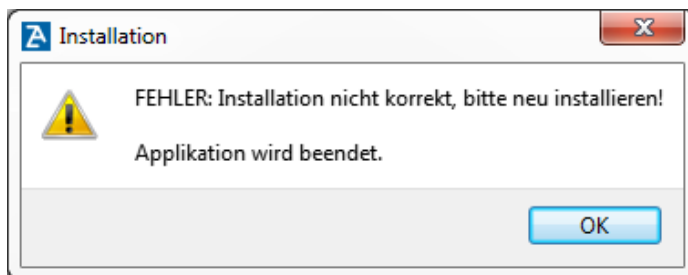 Installation
FEHLER: Installation nicht korrekt, bitte neu installieren!
Applikation wird beendet.
OK